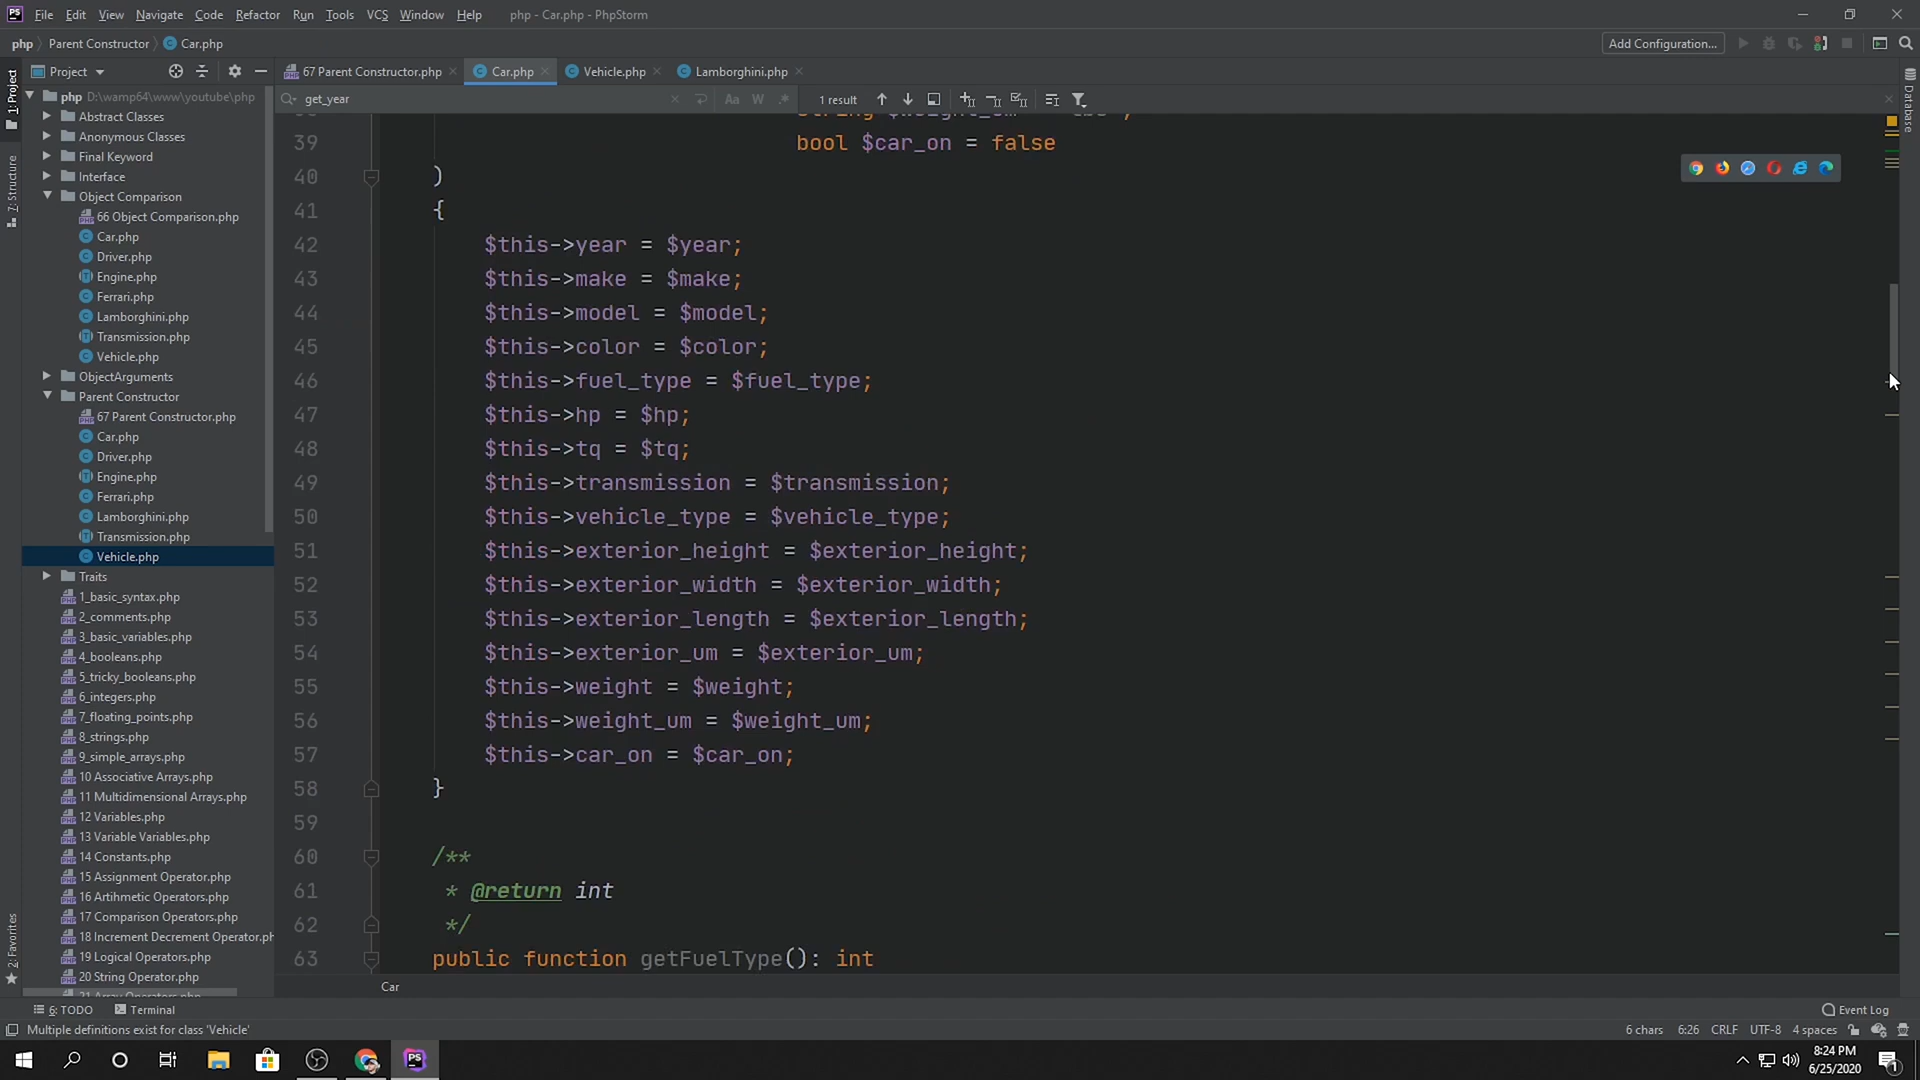 File Edit View Navigate Code Refactor Run Tools VCS Window Help php - Car.php - PhpStorm
php Parent Constructor Car.php Add Configuration...
Project 67 Parent Constructor.php Car.php Vehicle.php Lamborghini.php
get_year Aa W .* 1 result
1: Project
7: Structure
2: Favorites
Database
php D:\wamp64\www\youtube\php
Abstract Classes
Anonymous Classes
Final Keyword
Interface
Object Comparison
66 Object Comparison.php
Car.php
Driver.php
Engine.php
Ferrari.php
Lamborghini.php
Transmission.php
Vehicle.php
ObjectArguments
Parent Constructor
67 Parent Constructor.php
Car.php
Driver.php
Engine.php
Ferrari.php
Lamborghini.php
Transmission.php
Vehicle.php
Traits
1_basic_syntax.php
2_comments.php
3_basic_variables.php
4_booleans.php
5_tricky_booleans.php
6_integers.php
7_floating_points.php
8_strings.php
9_simple_arrays.php
10 Associative Arrays.php
11 Multidimensional Arrays.php
12 Variables.php
13 Variable Variables.php
14 Constants.php
15 Assignment Operator.php
16 Artihmetic Operators.php
17 Comparison Operators.php
18 Increment Decrement Operator.ph
19 Logical Operators.php
20 String Operator.php
21 Array Operators.php
39 bool $car_on = false
40 )
41 {
42 $this->year = $year;
43 $this->make = $make;
44 $this->model = $model;
45 $this->color = $color;
46 $this->fuel_type = $fuel_type;
47 $this->hp = $hp;
48 $this->tq = $tq;
49 $this->transmission = $transmission;
50 $this->vehicle_type = $vehicle_type;
51 $this->exterior_height = $exterior_height;
52 $this->exterior_width = $exterior_width;
53 $this->exterior_length = $exterior_length;
54 $this->exterior_um = $exterior_um;
55 $this->weight = $weight;
56 $this->weight_um = $weight_um;
57 $this->car_on = $car_on;
58 }
59
60 /**
61 * @return int
62 */
63 public function getFuelType(): int
Car
6: TODO Terminal Event Log
Multiple definitions exist for class 'Vehicle' 6 chars 6:26 CRLF UTF-8 4 spaces
PS
8:24 PM
6/25/2020
1